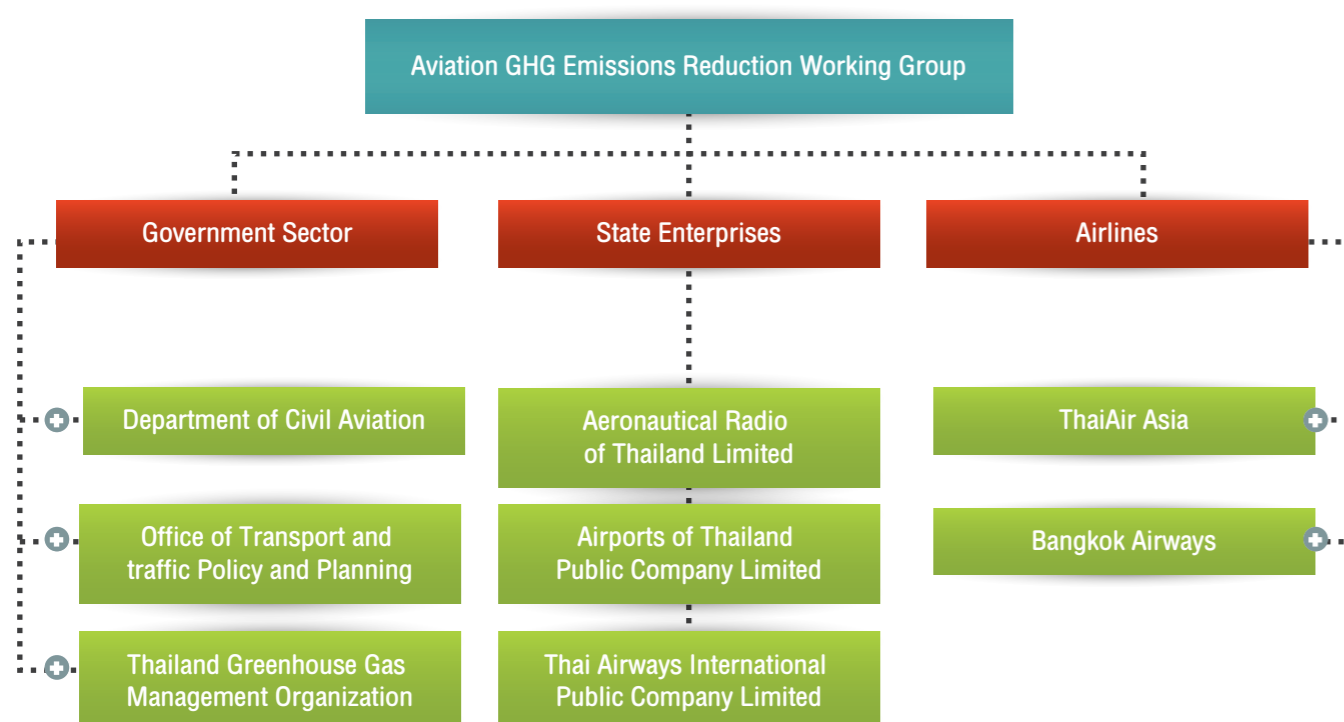 Aviation GHG Emissions Reduction Working Group
Government Sector
State Enterprises
Airlines
Department of Civil Aviation
Office of Transport and
traffic Policy and Planning
Thailand Greenhouse Gas
Management Organization
Aeronautical Radio
of Thailand Limited
Airports of Thailand
Public Company Limited
Thai Airways International
Public Company Limited
ThaiAir Asia
Bangkok Airways